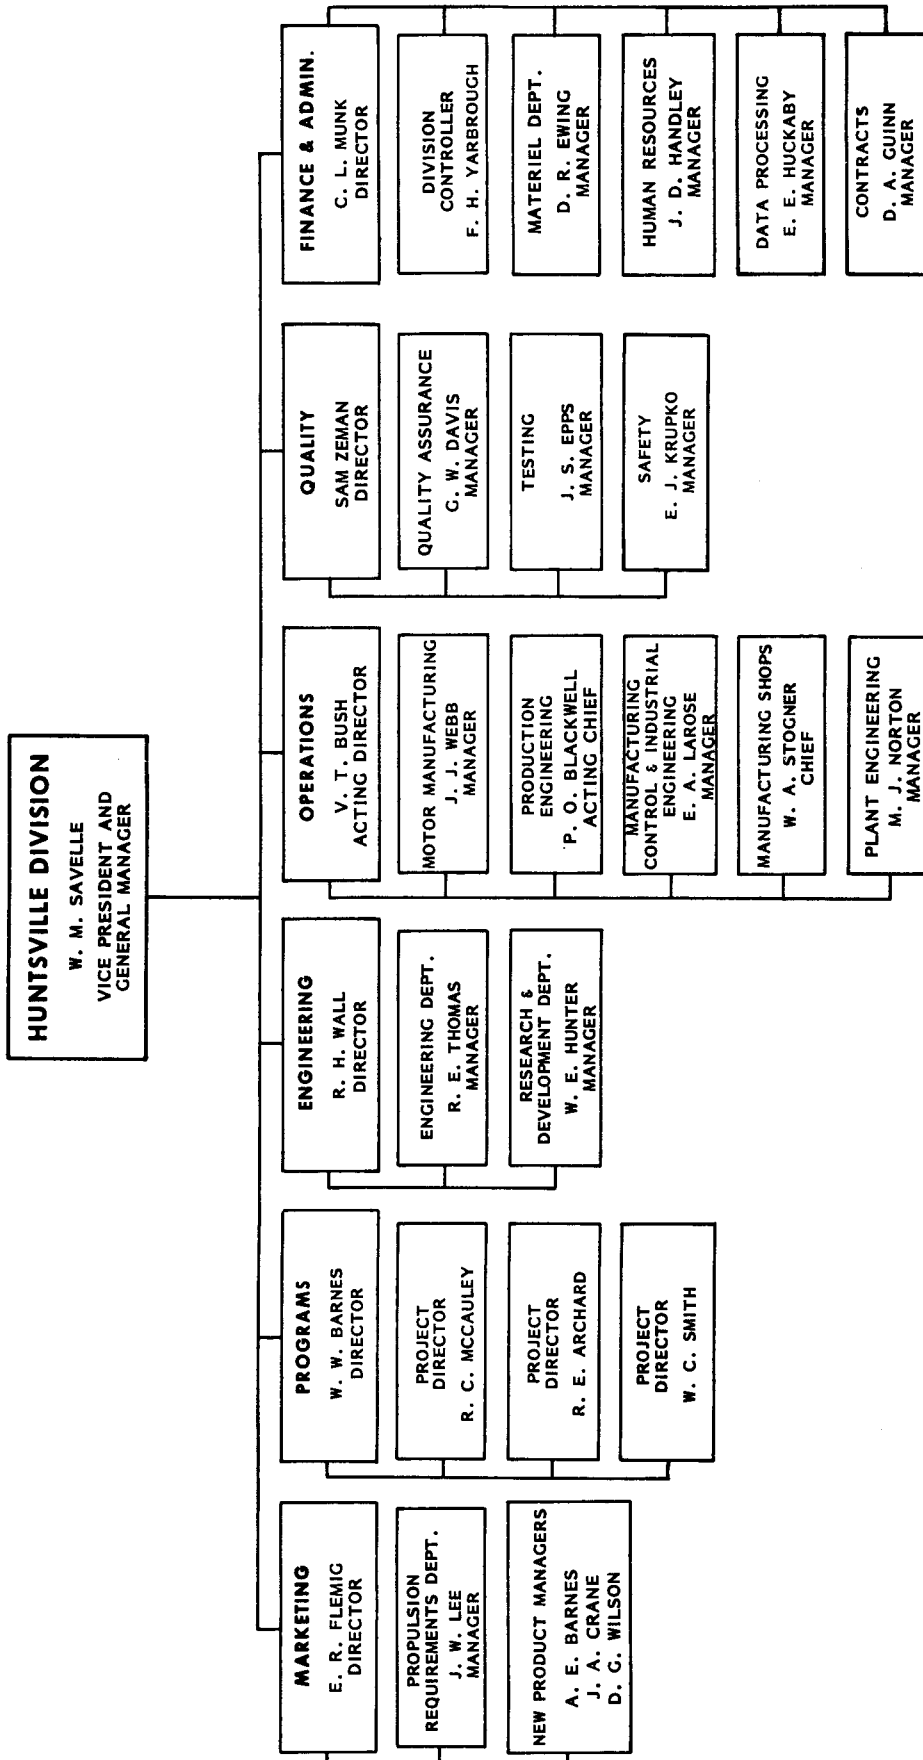 HUNTSVILLE DIVISION
W. M. SAVELLE
VICE PRESIDENT AND
GENERAL MANAGER
MARKETING
E. R. FLEMIG
DIRECTOR
PROPULSION
REQUIREMENTS DEPT.
J. W. LEE
MANAGER
NEW PRODUCT MANAGERS
A. E. BARNES
J. A. CRANE
D. G. WILSON
PROGRAMS
W. W. BARNES
DIRECTOR
PROJECT
DIRECTOR
R. C. MCCAULEY
PROJECT
DIRECTOR
R. E. ARCHARD
PROJECT
DIRECTOR
W. C. SMITH
ENGINEERING
R. H. WALL
DIRECTOR
ENGINEERING DEPT.
R. E. THOMAS
MANAGER
RESEARCH &
DEVELOPMENT DEPT.
W. E. HUNTER
MANAGER
OPERATIONS
V. T. BUSH
ACTING DIRECTOR
MOTOR MANUFACTURING
J. J. WEBB
MANAGER
PRODUCTION
ENGINEERING
P. O. BLACKWELL
ACTING CHIEF
MANUFACTURING
CONTROL & INDUSTRIAL
ENGINEERING
E. A. LAROSE
MANAGER
MANUFACTURING SHOPS
W. A. STOGNER
CHIEF
PLANT ENGINEERING
M. J. NORTON
MANAGER
QUALITY
SAM ZEMAN
DIRECTOR
QUALITY ASSURANCE
G. W. DAVIS
MANAGER
TESTING
J. S. EPPS
MANAGER
SAFETY
E. J. KRUPKO
MANAGER
FINANCE & ADMIN.
C. L. MUNK
DIRECTOR
DIVISION
CONTROLLER
F. H. YARBROUGH
MATERIEL DEPT.
D. R. EWING
MANAGER
HUMAN RESOURCES
J. D. HANDLEY
MANAGER
DATA PROCESSING
E. E. HUCKABY
MANAGER
CONTRACTS
D. A. GUINN
MANAGER